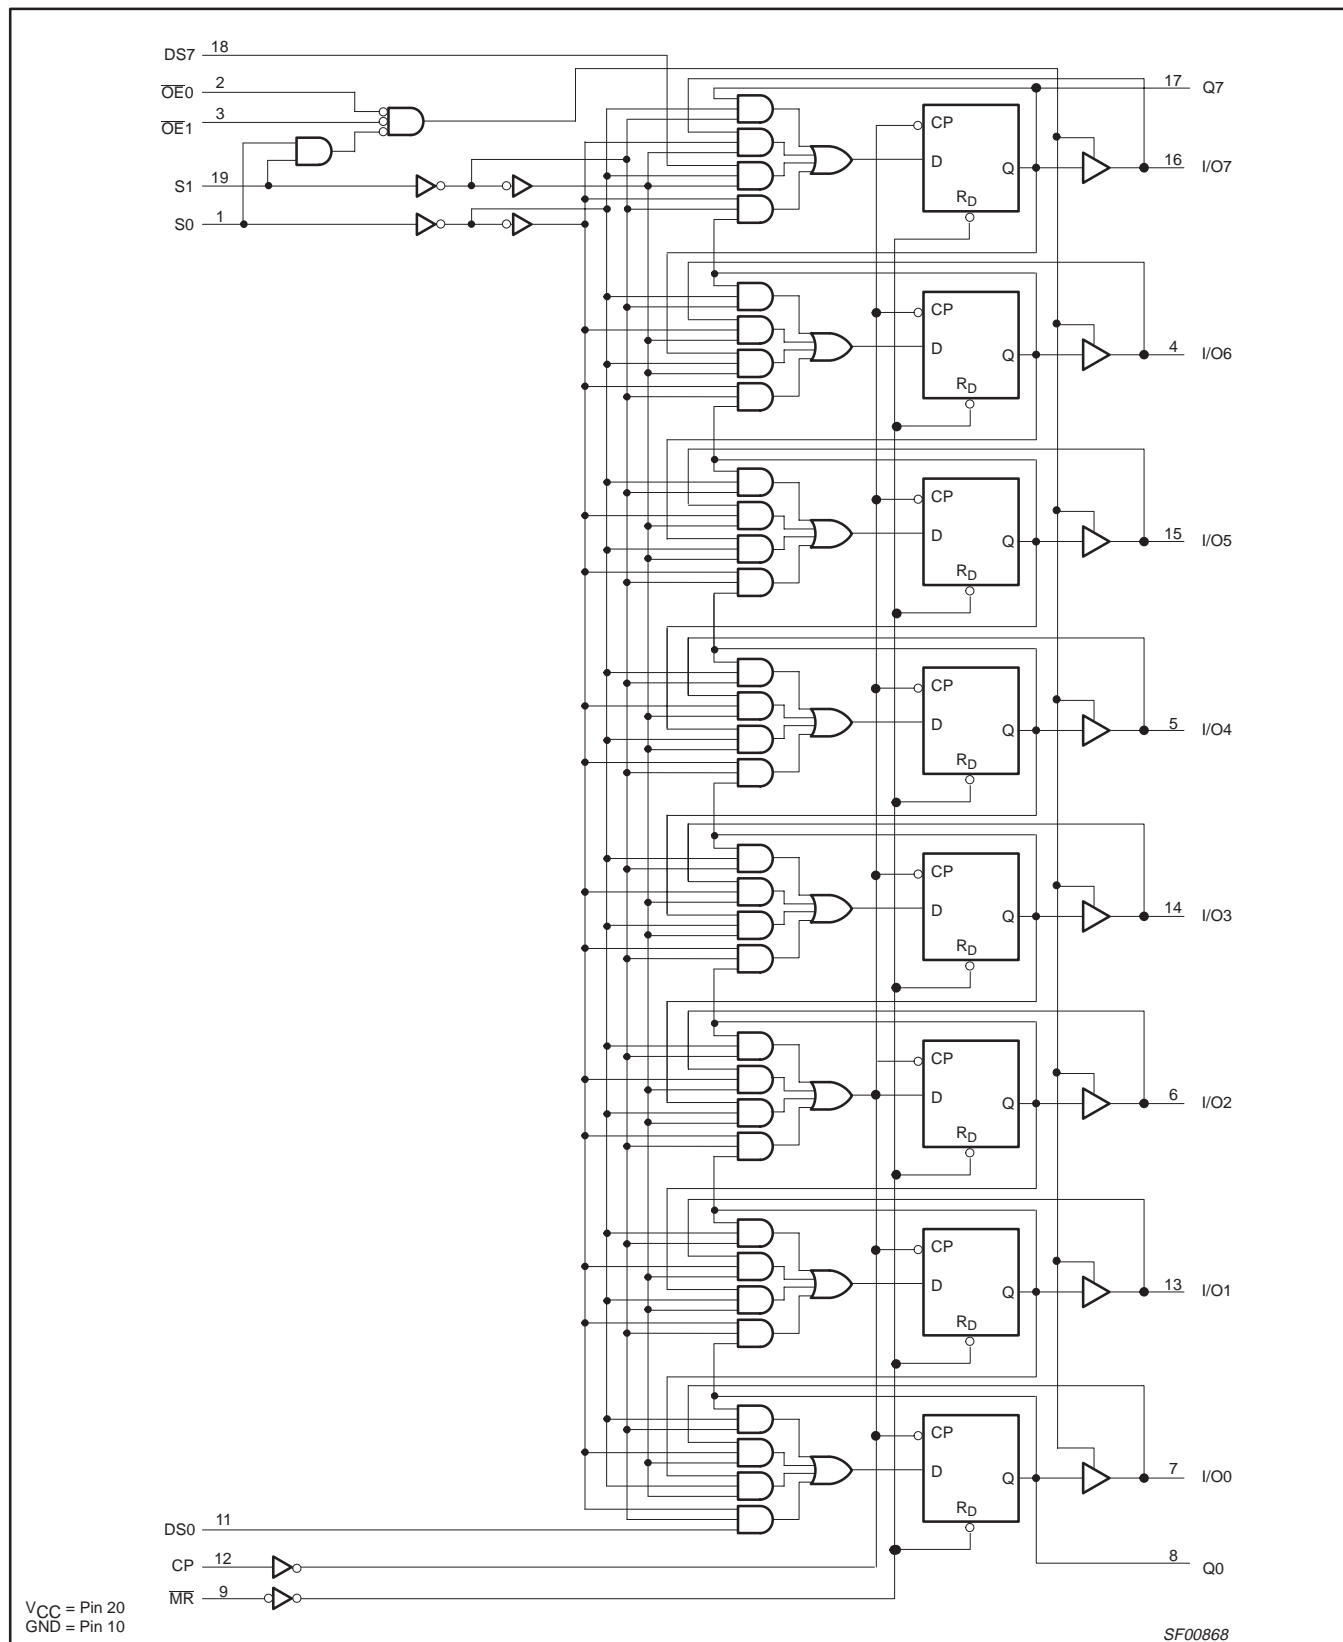 DS7 18
OE0 2
OE1 3
S1 19
S0 1
CP
D
Q
RD
17 Q7
16 I/O7
CP
D
Q
RD
4 I/O6
CP
D
Q
RD
15 I/O5
CP
D
Q
RD
5 I/O4
CP
D
Q
RD
14 I/O3
CP
D
Q
RD
6 I/O2
CP
D
Q
RD
13 I/O1
CP
D
Q
RD
7 I/O0
DS0 11
CP 12
MR 9
8 Q0
VCC = Pin 20
GND = Pin 10
SF00868